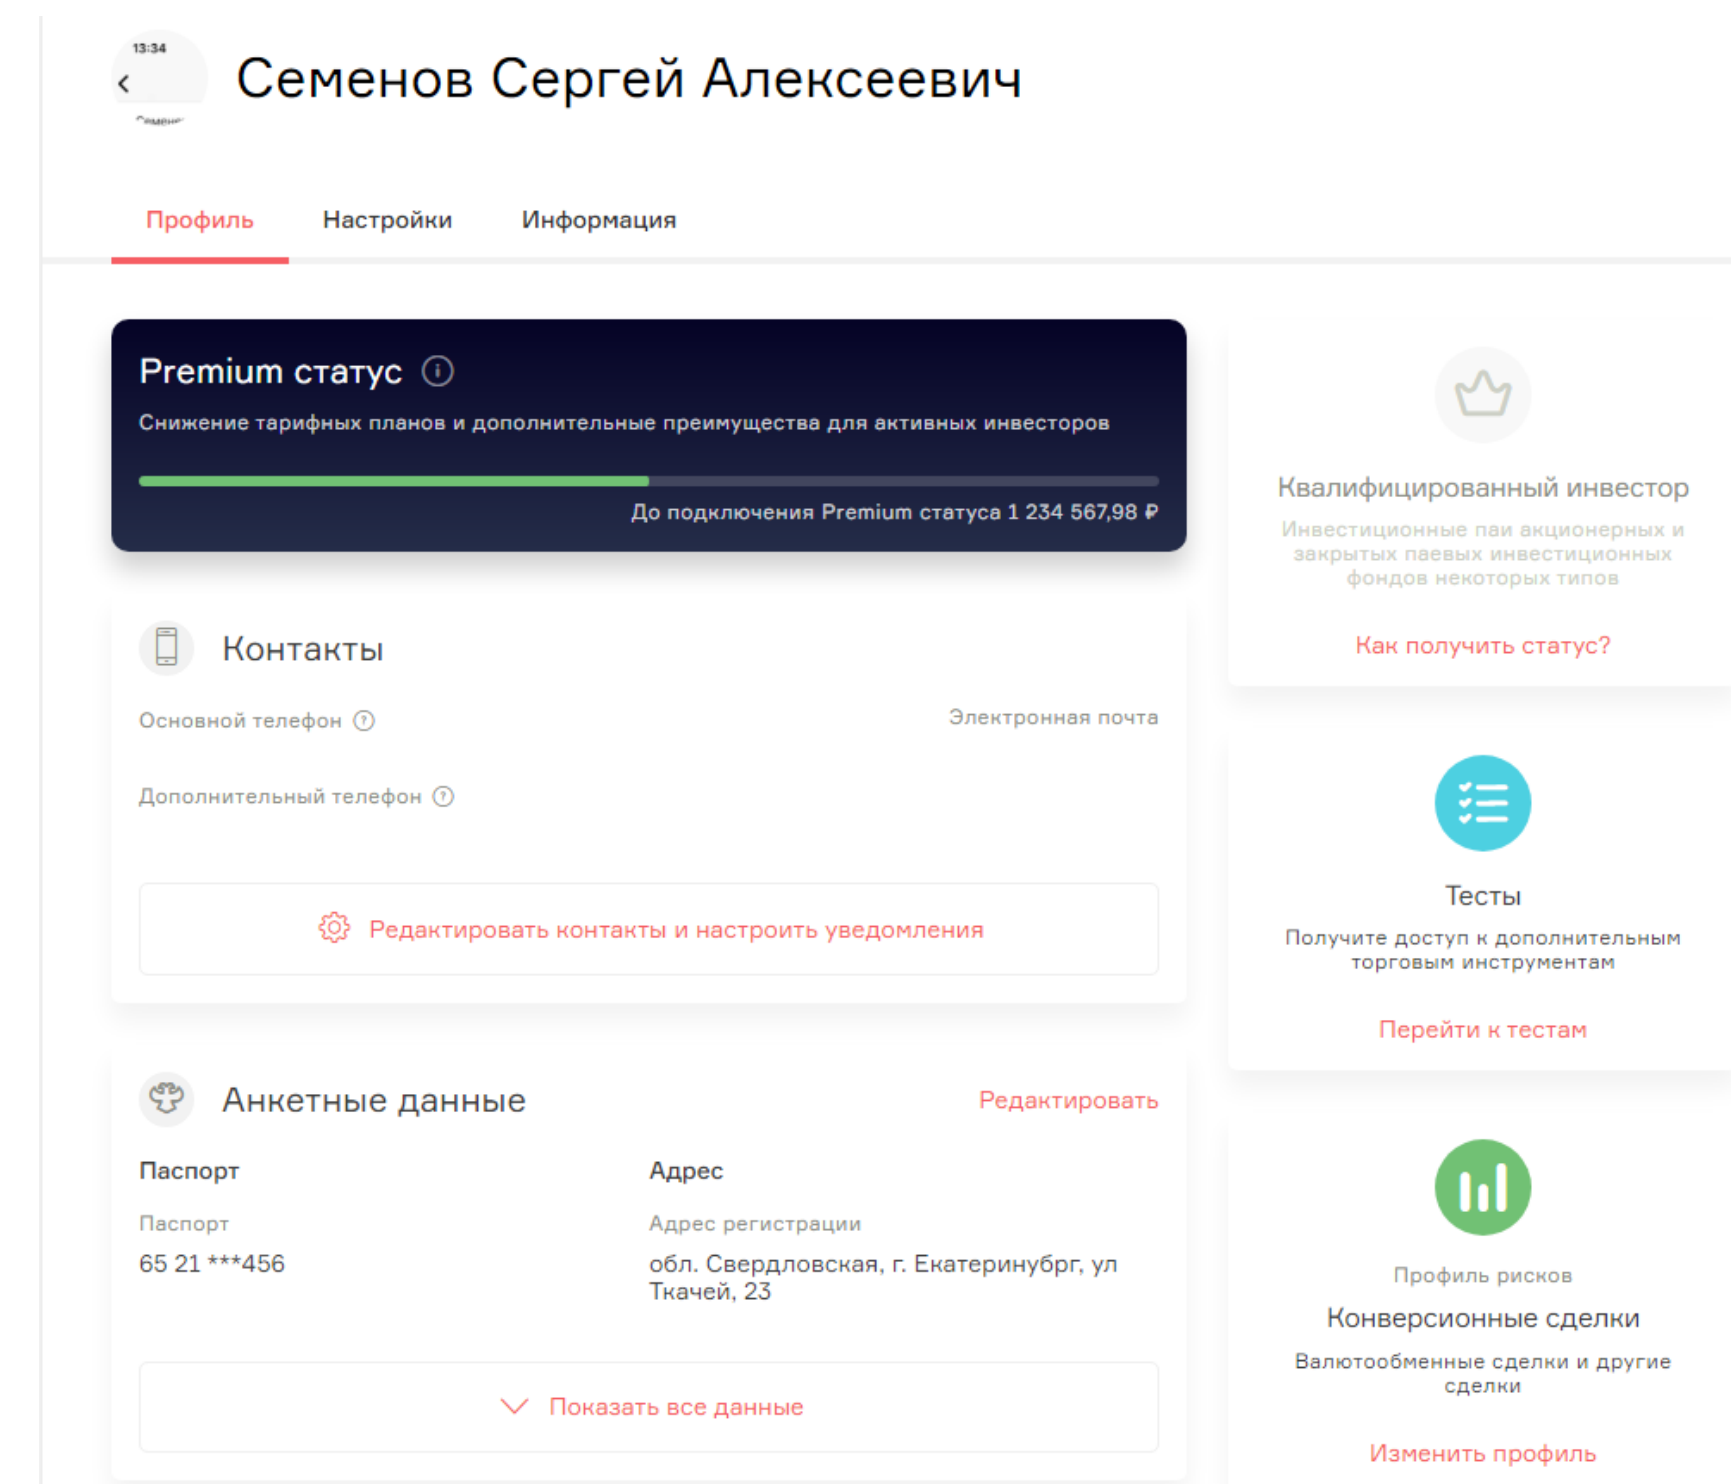 13:34
Семенов Сергей Алексеевич
Профиль
Настройки
Информация
Premium статус
Снижение тарифных планов и дополнительные преимущества для активных инвесторов
До подключения Premium статуса 1 234 567,98 ₽
Контакты
Основной телефон
Электронная почта
Дополнительный телефон
Редактировать контакты и настроить уведомления
Анкетные данные
Редактировать
Паспорт
Паспорт
65 21 ***456
Адрес
Адрес регистрации
обл. Свердловская, г. Екатеринубрг, ул
Ткачей, 23
Показать все данные
Квалифицированный инвестор
Инвестиционные паи акционерных и
закрытых паевых инвестиционных
фондов некоторых типов
Как получить статус?
Тесты
Получите доступ к дополнительным
торговым инструментам
Перейти к тестам
Профиль рисков
Конверсионные сделки
Валютообменные сделки и другие
сделки
Изменить профиль